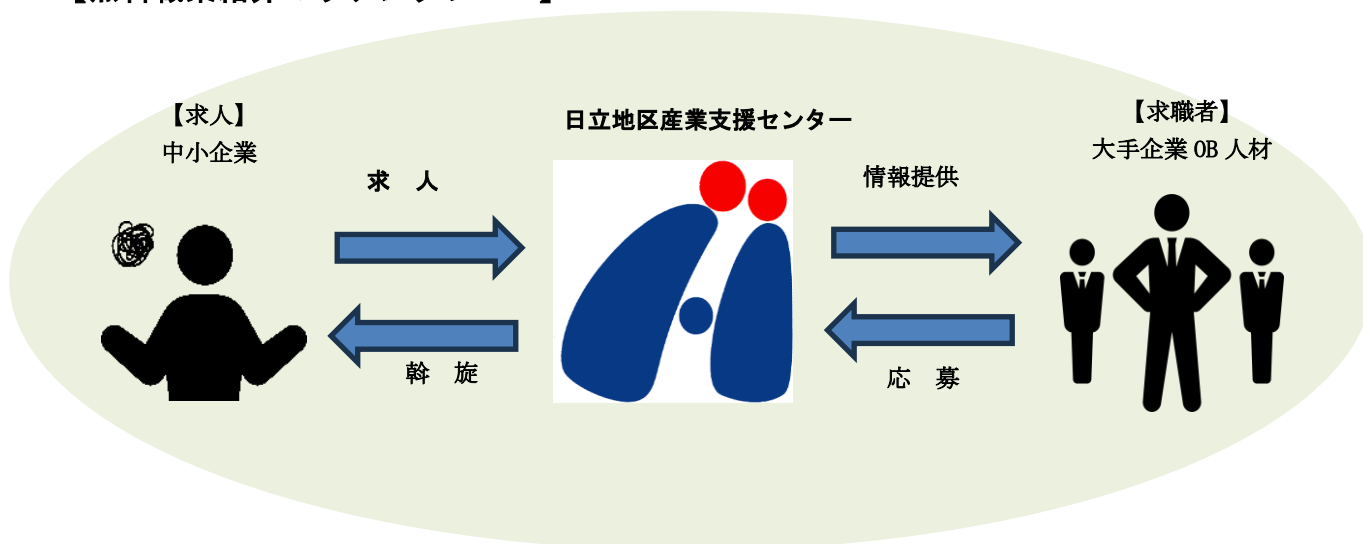 【求人】
中小企業
求　人
斡　旋
日立地区産業支援センター
情報提供
応　募
【求職者】
大手企業 OB 人材